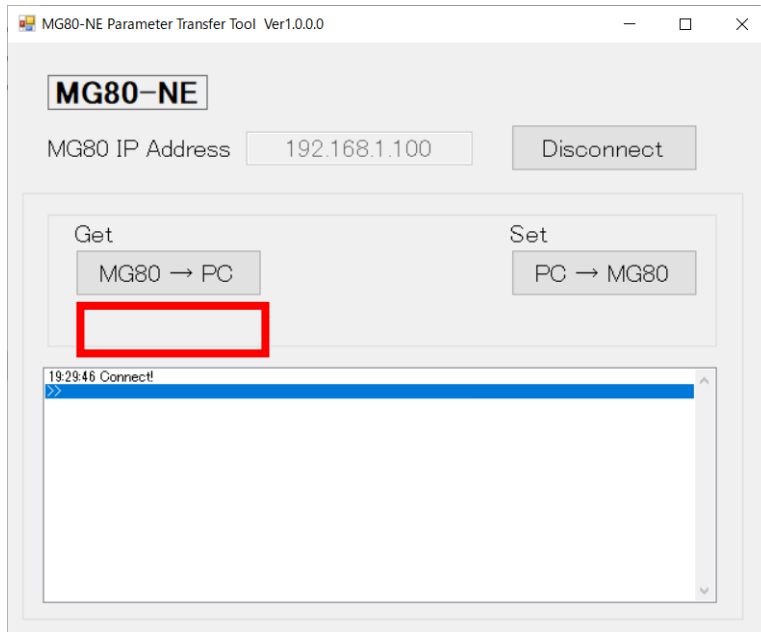 MG80-NE Parameter Transfer Tool Ver1.0.0.0
MG80-NE
MG80 IP Address 192.168.1.100 Disconnect
Get Set
MG80 → PC PC → MG80
19:29:46 Connect!
>>